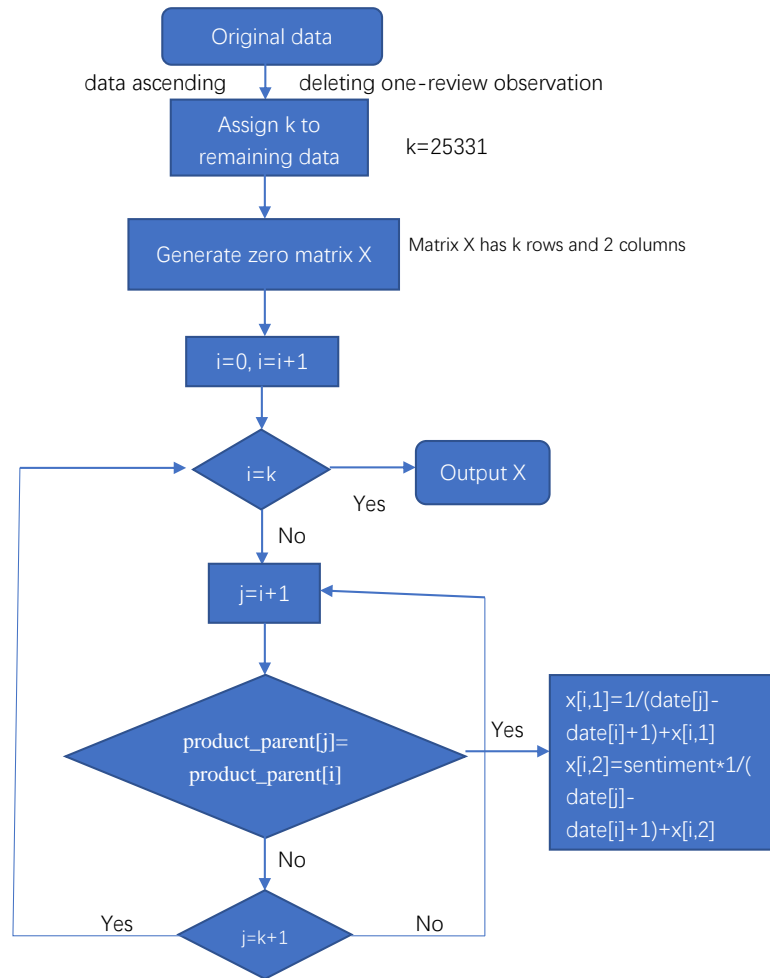 Original data
data ascending
deleting one-review observation
Assign k to
remaining data
k=25331
Generate zero matrix X
Matrix X has k rows and 2 columns
i=0, i=i+1
i=k
Output X
Yes
No
j=i+1
product_parent[j]=
product_parent[i]
Yes
x[i,1]=1/(date[j]-
date[i]+1)+x[i,1]
x[i,2]=sentiment*1/(
date[j]-
date[i]+1)+x[i,2]
No
Yes
j=k+1
No